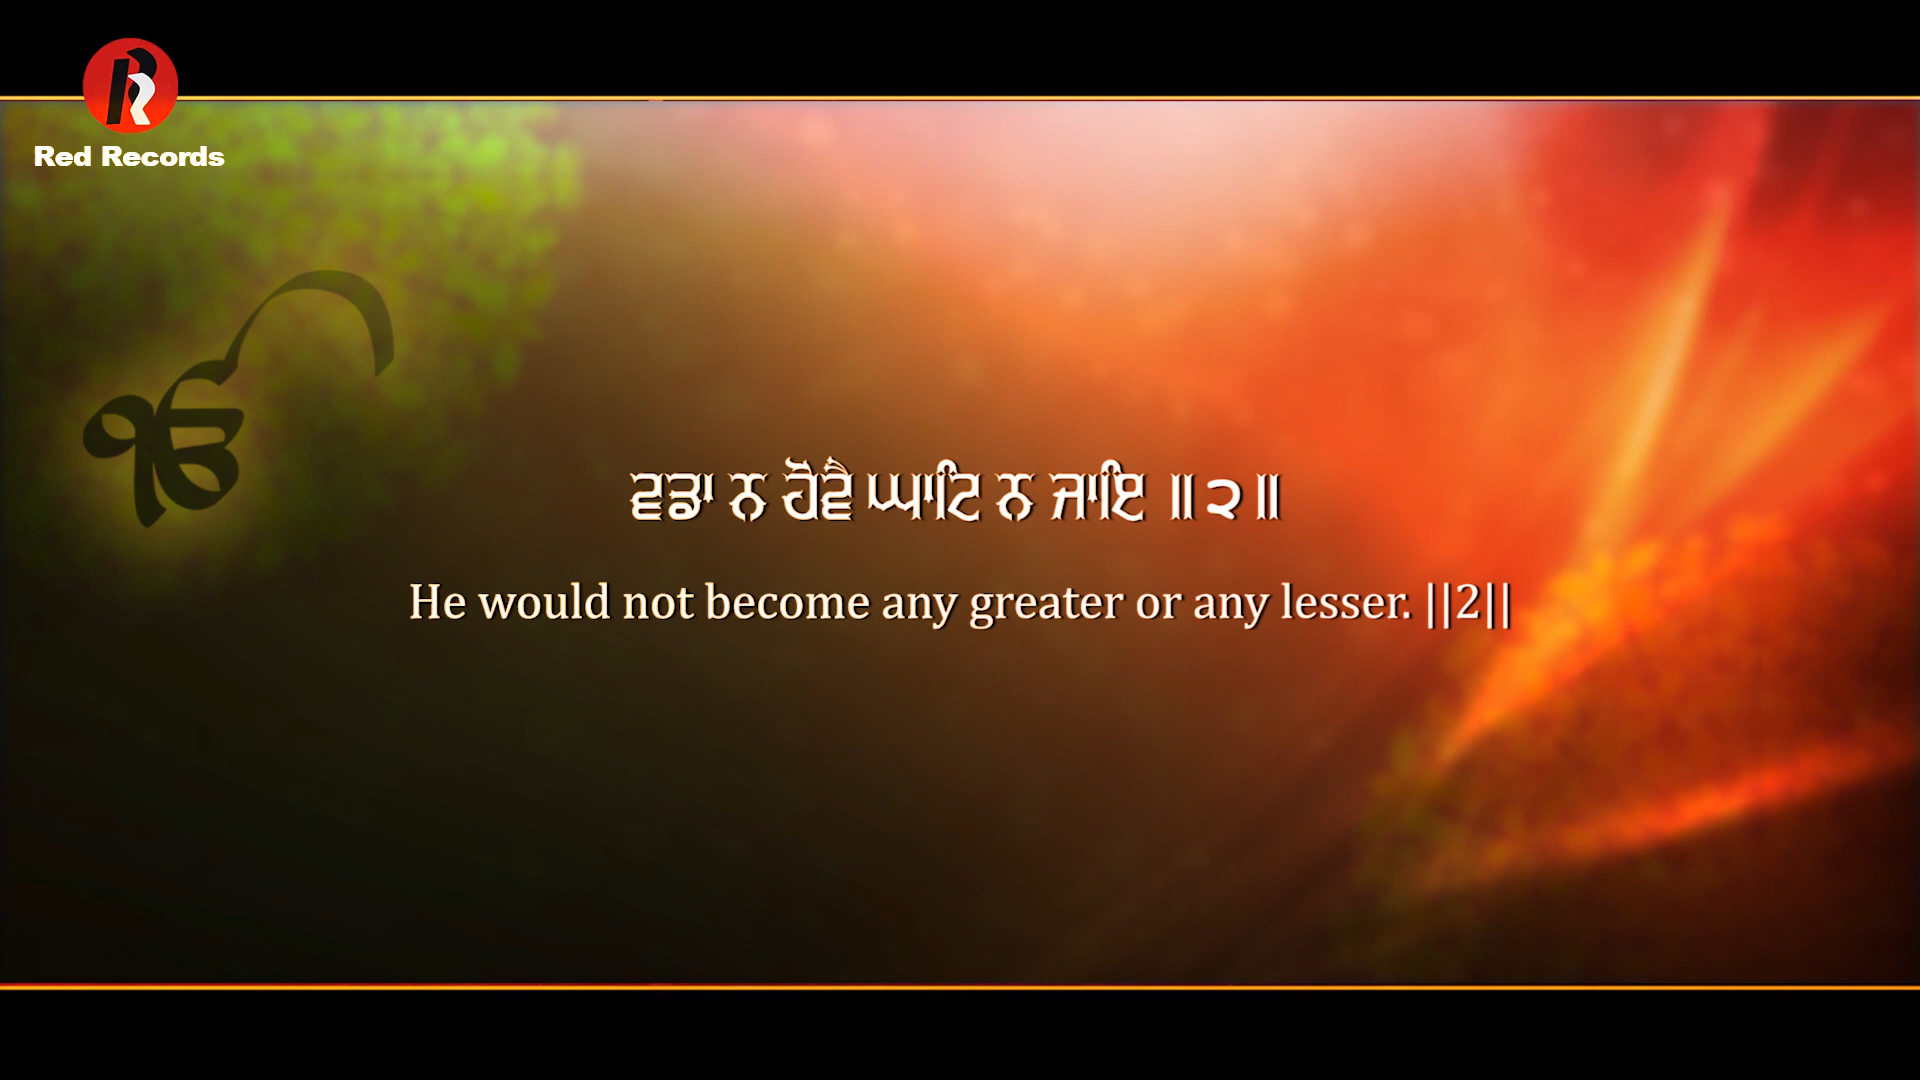 Red Records
ੴ
ਵਡਾ ਨ ਹੋਵੈ ਘਾਟਿ ਨ ਜਾਇ ॥੨॥
He would not become any greater or any lesser. ||2||